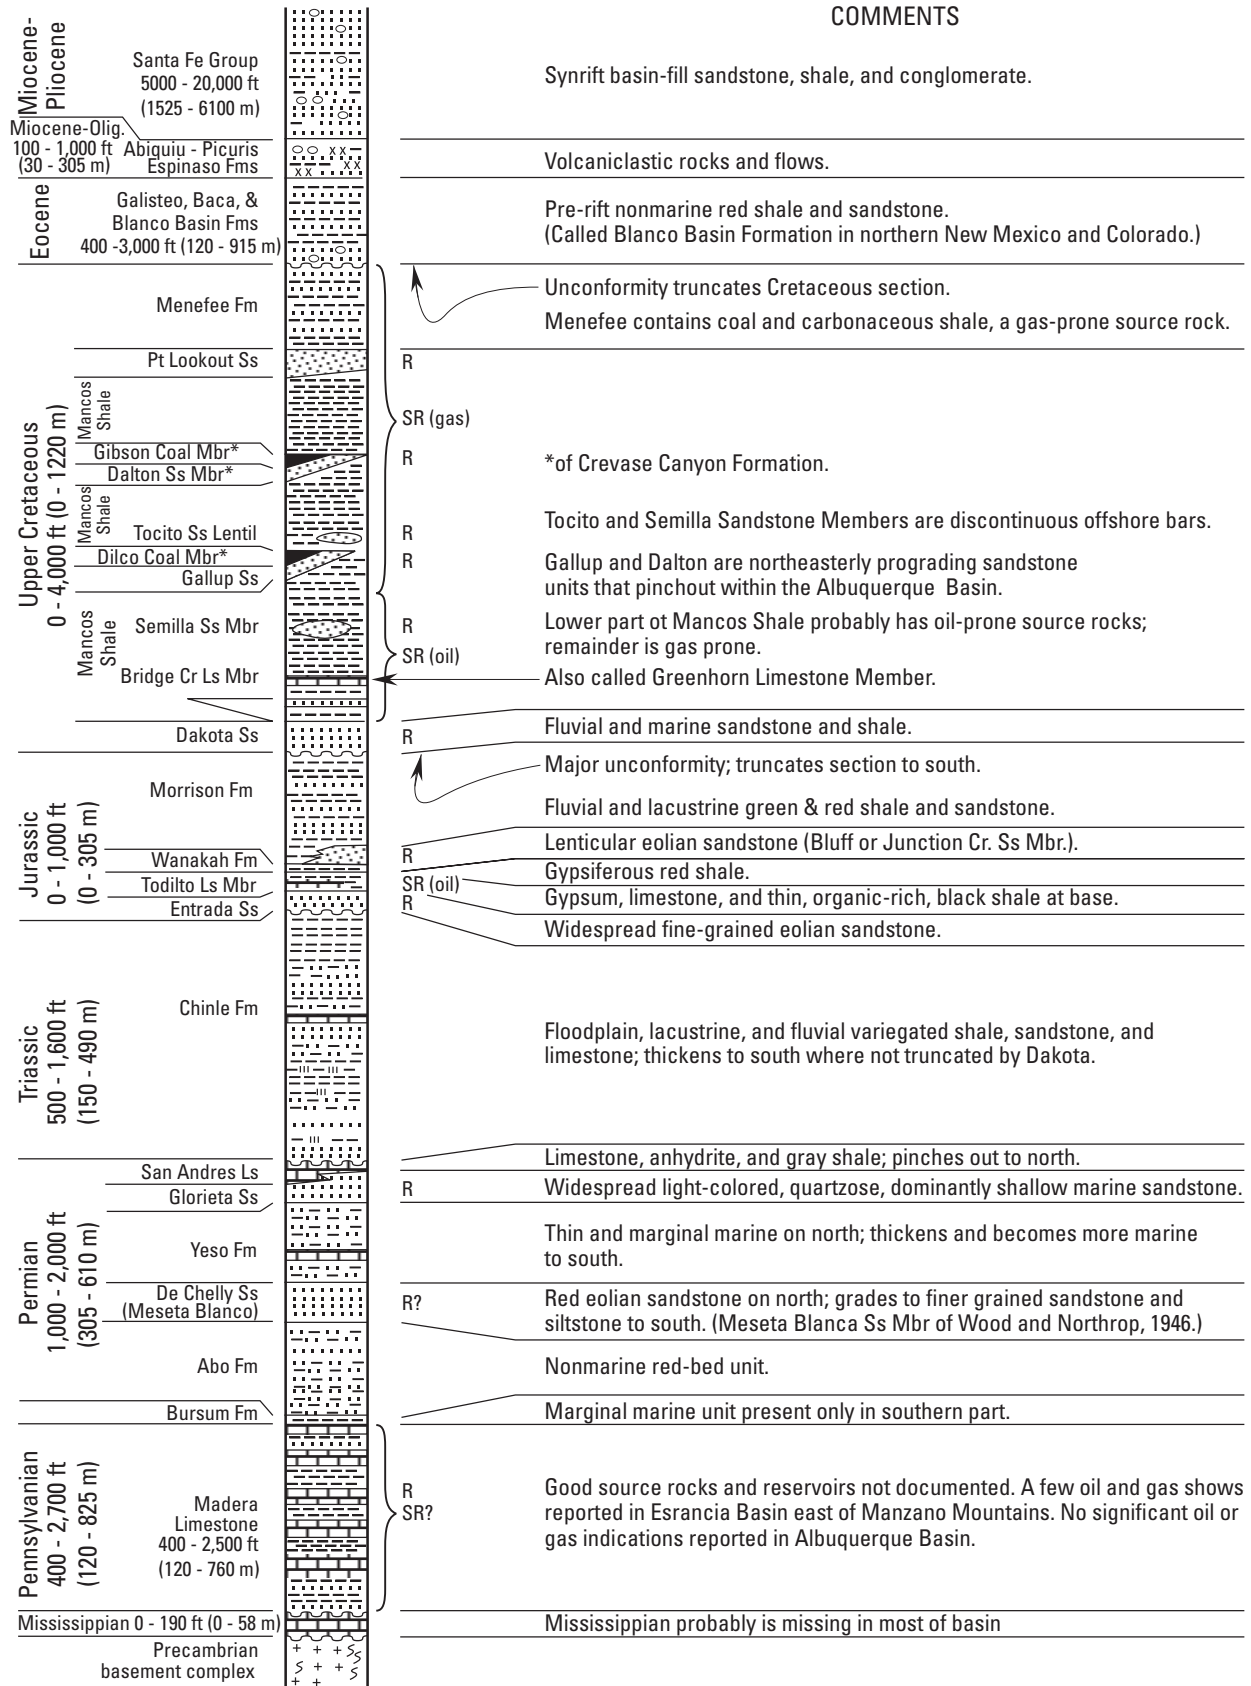 COMMENTS
Miocene-
Pliocene
Santa Fe Group
5000 - 20,000 ft
(1525 - 6100 m)
Synrift basin-fill sandstone, shale, and conglomerate.
Miocene-Olig.
100 - 1,000 ft
(30 - 305 m)
Abiquiu - Picuris
Espinaso Fms
Volcaniclastic rocks and flows.
Eocene
Galisteo, Baca, &
Blanco Basin Fms
400 -3,000 ft (120 - 915 m)
Pre-rift nonmarine red shale and sandstone.
(Called Blanco Basin Formation in northern New Mexico and Colorado.)
Upper Cretaceous
0 - 4,000 ft (0 - 1220 m)
Menefee Fm
Unconformity truncates Cretaceous section.
Menefee contains coal and carbonaceous shale, a gas-prone source rock.
Pt Lookout Ss
R
Mancos
Shale
SR (gas)
Gibson Coal Mbr*
Dalton Ss Mbr*
R
*of Crevase Canyon Formation.
Mancos
Shale
Tocito Ss Lentil
R
Tocito and Semilla Sandstone Members are discontinuous offshore bars.
Dilco Coal Mbr*
Gallup Ss
R
Gallup and Dalton are northeasterly prograding sandstone
units that pinchout within the Albuquerque Basin.
Mancos
Shale
Semilla Ss Mbr
R
Lower part ot Mancos Shale probably has oil-prone source rocks;
remainder is gas prone.
SR (oil)
Bridge Cr Ls Mbr
Also called Greenhorn Limestone Member.
Dakota Ss
R
Fluvial and marine sandstone and shale.
Jurassic
0 - 1,000 ft
(0 - 305 m)
Major unconformity; truncates section to south.
Morrison Fm
Fluvial and lacustrine green & red shale and sandstone.
R
Lenticular eolian sandstone (Bluff or Junction Cr. Ss Mbr.).
Wanakah Fm
Gypsiferous red shale.
Todilto Ls Mbr
SR (oil)
Gypsum, limestone, and thin, organic-rich, black shale at base.
Entrada Ss
R
Widespread fine-grained eolian sandstone.
Triassic
500 - 1,600 ft
(150 - 490 m)
Chinle Fm
Floodplain, lacustrine, and fluvial variegated shale, sandstone, and
limestone; thickens to south where not truncated by Dakota.
Permian
1,000 - 2,000 ft
(305 - 610 m)
San Andres Ls
Limestone, anhydrite, and gray shale; pinches out to north.
Glorieta Ss
R
Widespread light-colored, quartzose, dominantly shallow marine sandstone.
Yeso Fm
Thin and marginal marine on north; thickens and becomes more marine
to south.
De Chelly Ss
(Meseta Blanco)
R?
Red eolian sandstone on north; grades to finer grained sandstone and
siltstone to south. (Meseta Blanca Ss Mbr of Wood and Northrop, 1946.)
Abo Fm
Nonmarine red-bed unit.
Bursum Fm
Marginal marine unit present only in southern part.
Pennsylvanian
400 - 2,700 ft
(120 - 825 m)
Madera
Limestone
400 - 2,500 ft
(120 - 760 m)
R
SR?
Good source rocks and reservoirs not documented. A few oil and gas shows
reported in Esrancia Basin east of Manzano Mountains. No significant oil or
gas indications reported in Albuquerque Basin.
Mississippian 0 - 190 ft (0 - 58 m)
Mississippian probably is missing in most of basin
Precambrian
basement complex